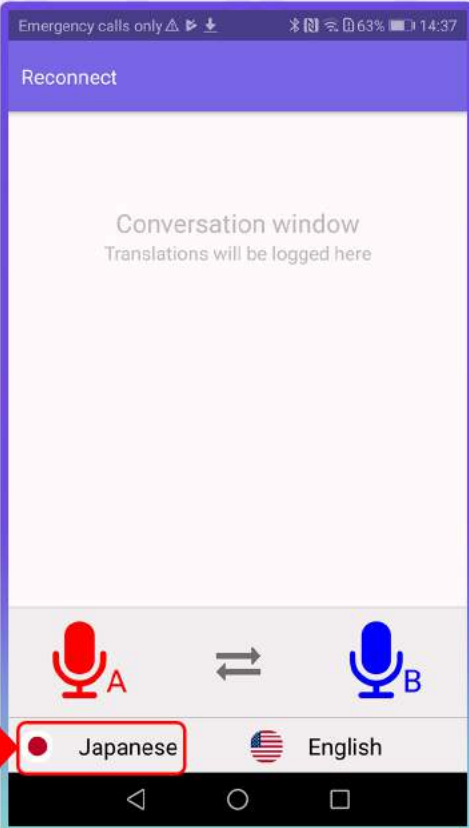 Emergency calls only 63% 14:37
Reconnect
Conversation window
Translations will be logged here
A B
Japanese English